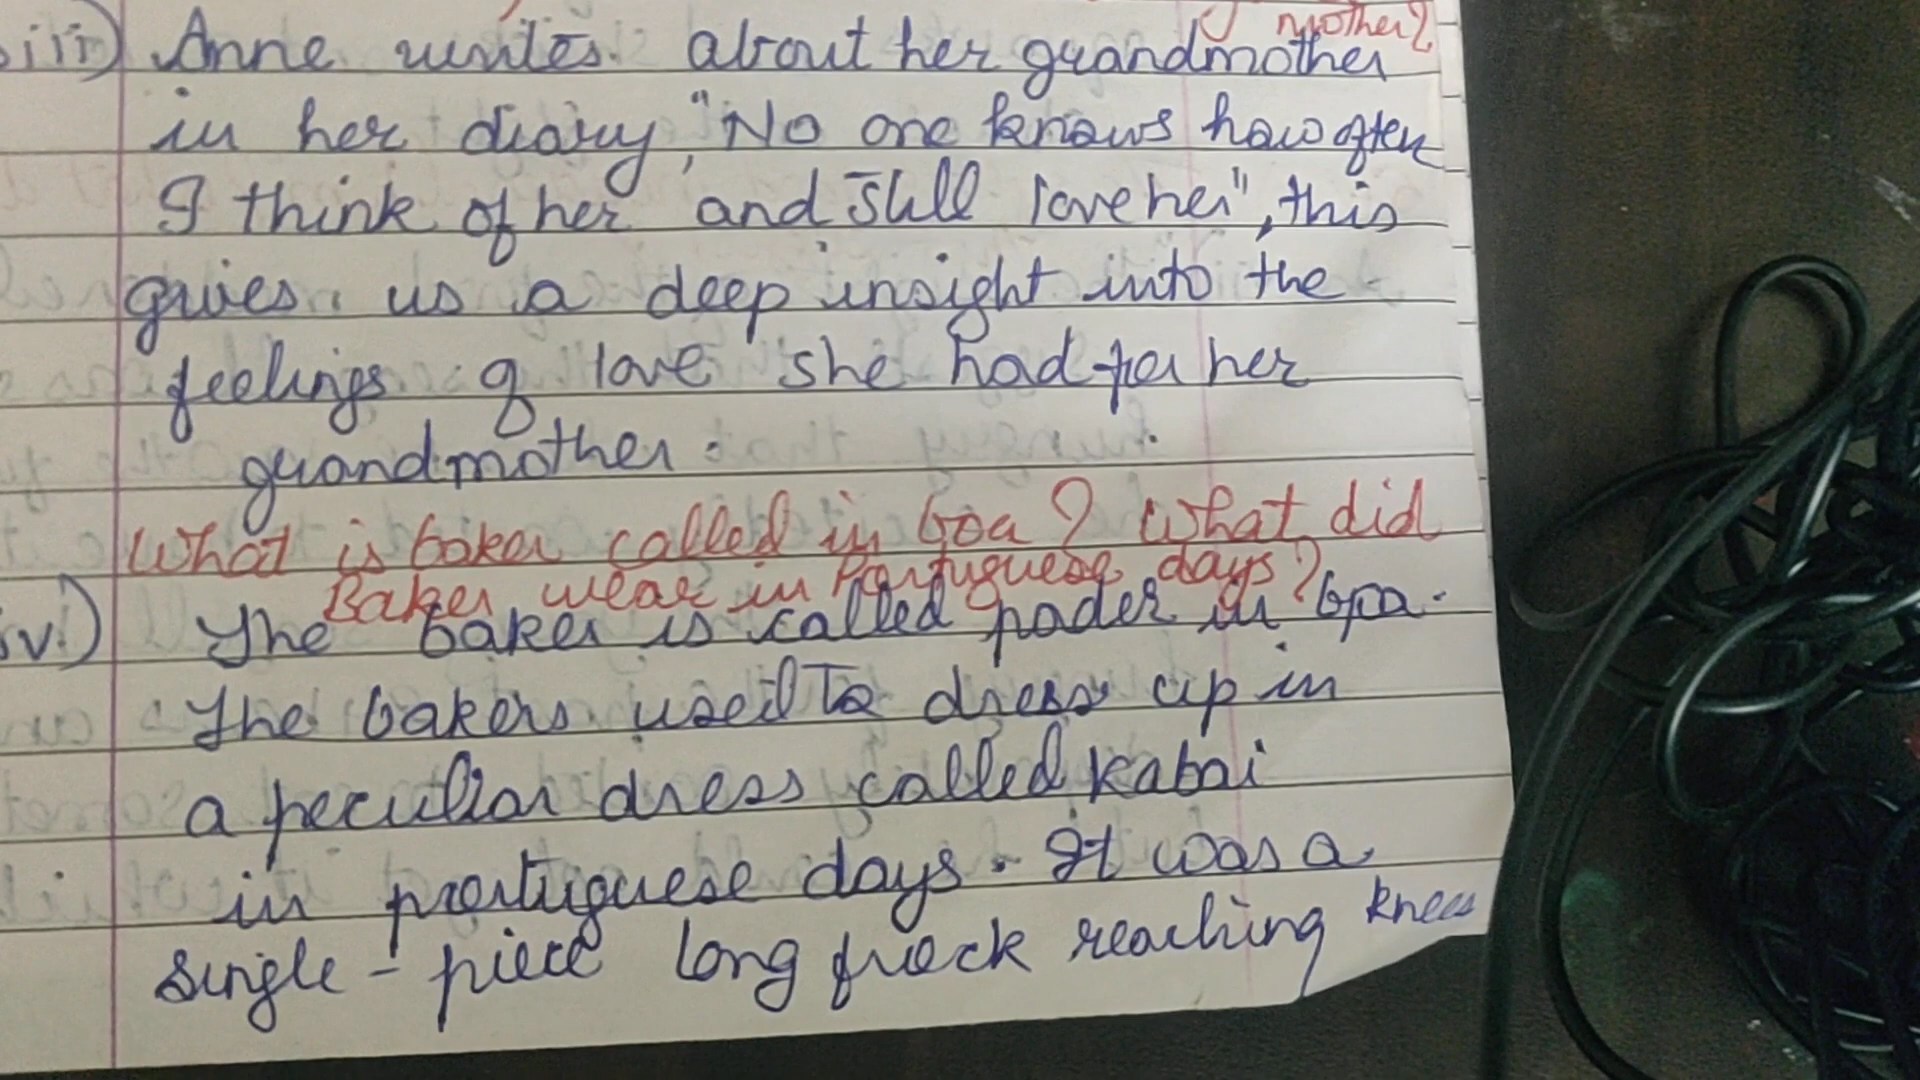 mother?
iii) Anne writes about her grandmother
in her diary, "No one knows how often
I think of her and still love her", this
gives us a deep insight into the
feelings of love she had for her
grandmother.
What is baker called in Goa? What did
Baker wear in Portuguese days?
iv.) The baker is called pader in Goa.
The bakers used to dress up in
a peculiar dress called kabai
in portuguese days. It was a
single-piece long frock reaching knees